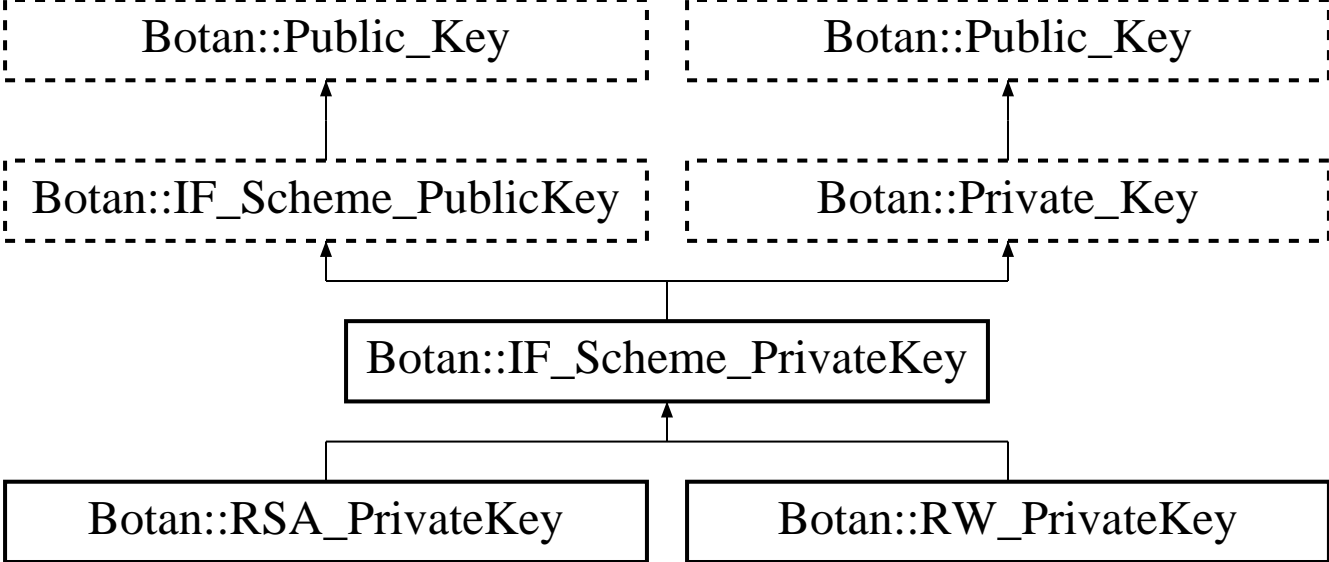 Botan::Public_Key
Botan::Public_Key
Botan::IF_Scheme_PublicKey
Botan::Private_Key
Botan::IF_Scheme_PrivateKey
Botan::RSA_PrivateKey
Botan::RW_PrivateKey